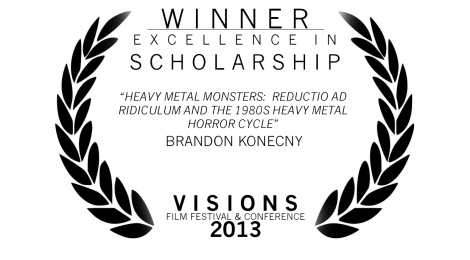 WINNER
EXCELLENCE IN
SCHOLARSHIP
“HEAVY METAL MONSTERS: REDUCTIO AD
RIDICULUM AND THE 1980S HEAVY METAL
HORROR CYCLE”
BRANDON KONECNY
VISIONS
FILM FESTIVAL & CONFERENCE
2013